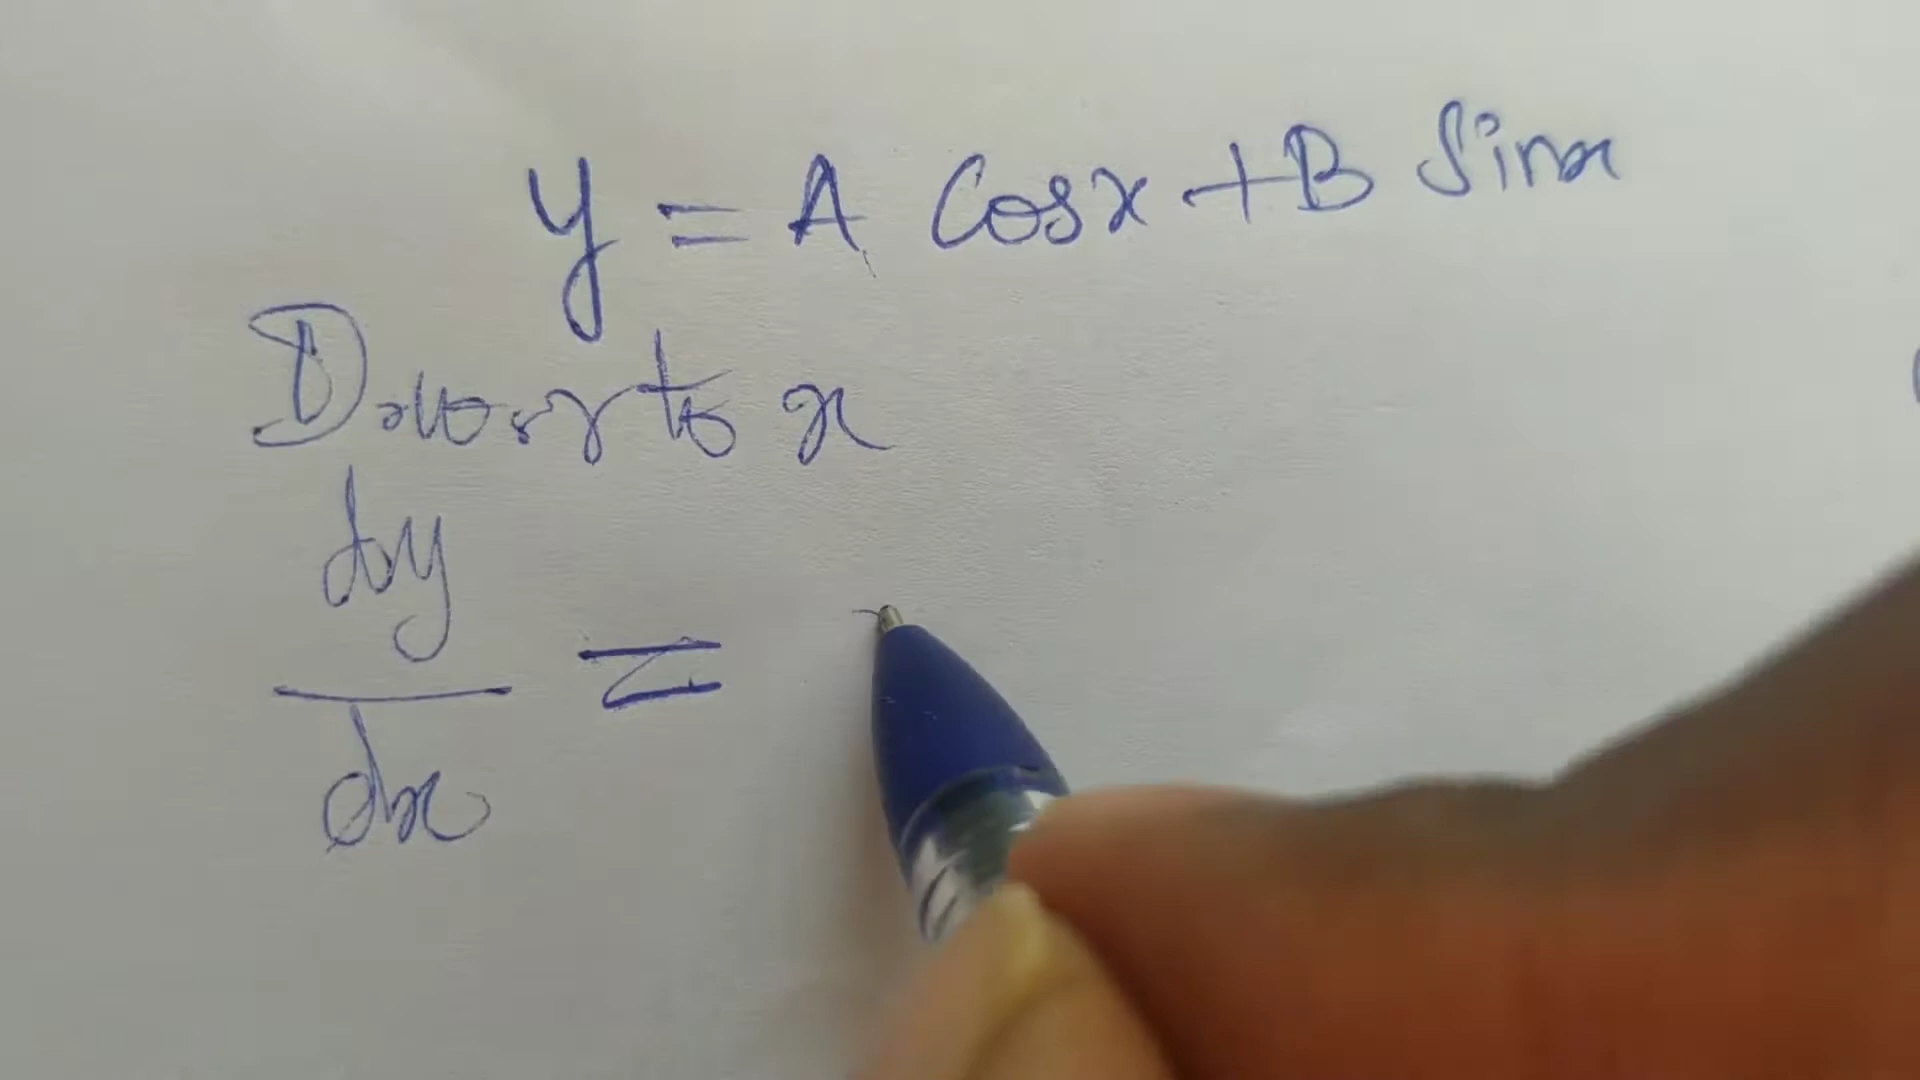 y = A Cosx + B Sinx
D.w.r to x
dy
=
dx